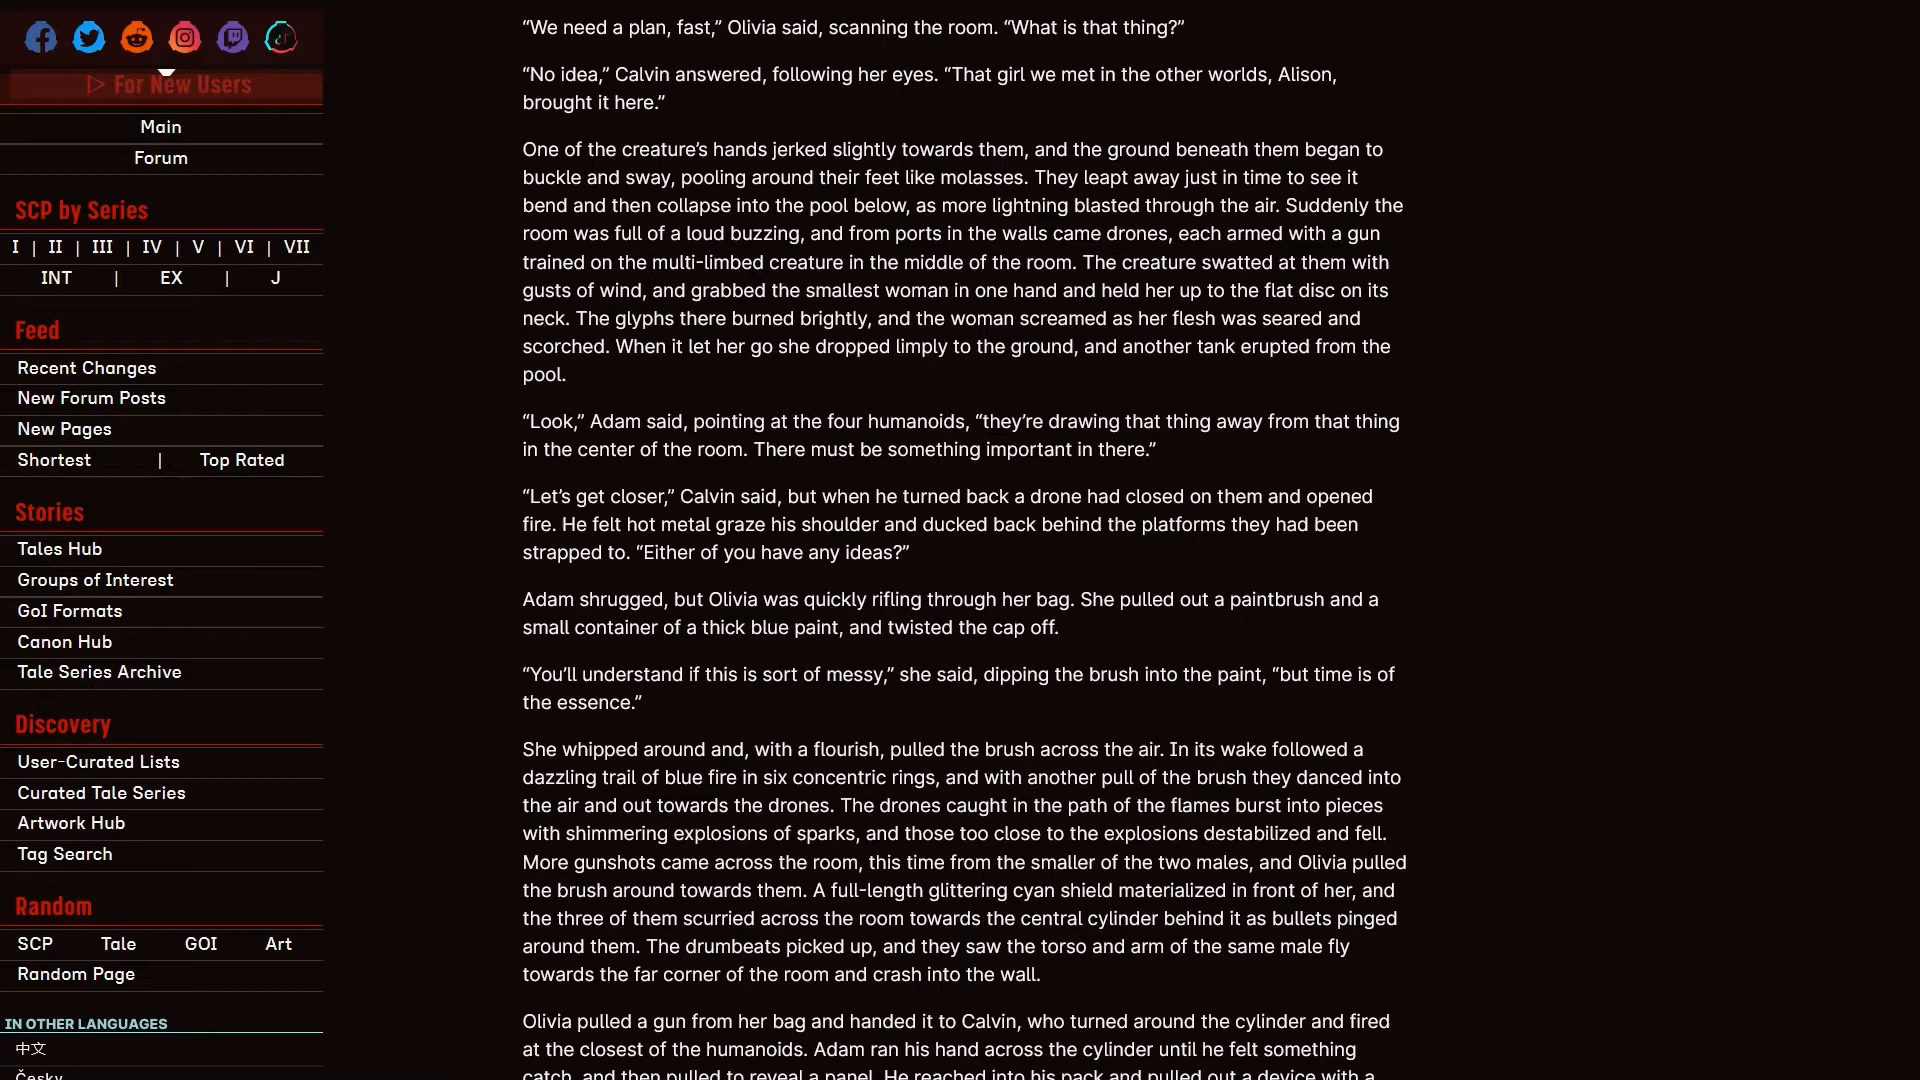 ▷ For New Users
Main
Forum
SCP by Series
I | II | III | IV | V | VI | VII
INT | EX | J
Feed
Recent Changes
New Forum Posts
New Pages
Shortest | Top Rated
Stories
Tales Hub
Groups of Interest
GoI Formats
Canon Hub
Tale Series Archive
Discovery
User-Curated Lists
Curated Tale Series
Artwork Hub
Tag Search
Random
SCP Tale GOI Art
Random Page
IN OTHER LANGUAGES
中文
Česky
“We need a plan, fast,” Olivia said, scanning the room. “What is that thing?”
“No idea,” Calvin answered, following her eyes. “That girl we met in the other worlds, Alison,
brought it here.”
One of the creature’s hands jerked slightly towards them, and the ground beneath them began to
buckle and sway, pooling around their feet like molasses. They leapt away just in time to see it
bend and then collapse into the pool below, as more lightning blasted through the air. Suddenly the
room was full of a loud buzzing, and from ports in the walls came drones, each armed with a gun
trained on the multi-limbed creature in the middle of the room. The creature swatted at them with
gusts of wind, and grabbed the smallest woman in one hand and held her up to the flat disc on its
neck. The glyphs there burned brightly, and the woman screamed as her flesh was seared and
scorched. When it let her go she dropped limply to the ground, and another tank erupted from the
pool.
“Look,” Adam said, pointing at the four humanoids, “they’re drawing that thing away from that thing
in the center of the room. There must be something important in there.”
“Let’s get closer,” Calvin said, but when he turned back a drone had closed on them and opened
fire. He felt hot metal graze his shoulder and ducked back behind the platforms they had been
strapped to. “Either of you have any ideas?”
Adam shrugged, but Olivia was quickly rifling through her bag. She pulled out a paintbrush and a
small container of a thick blue paint, and twisted the cap off.
“You’ll understand if this is sort of messy,” she said, dipping the brush into the paint, “but time is of
the essence.”
She whipped around and, with a flourish, pulled the brush across the air. In its wake followed a
dazzling trail of blue fire in six concentric rings, and with another pull of the brush they danced into
the air and out towards the drones. The drones caught in the path of the flames burst into pieces
with shimmering explosions of sparks, and those too close to the explosions destabilized and fell.
More gunshots came across the room, this time from the smaller of the two males, and Olivia pulled
the brush around towards them. A full-length glittering cyan shield materialized in front of her, and
the three of them scurried across the room towards the central cylinder behind it as bullets pinged
around them. The drumbeats picked up, and they saw the torso and arm of the same male fly
towards the far corner of the room and crash into the wall.
Olivia pulled a gun from her bag and handed it to Calvin, who turned around the cylinder and fired
at the closest of the humanoids. Adam ran his hand across the cylinder until he felt something
catch, and then pulled to reveal a panel. He reached into his pack and pulled out a device with a